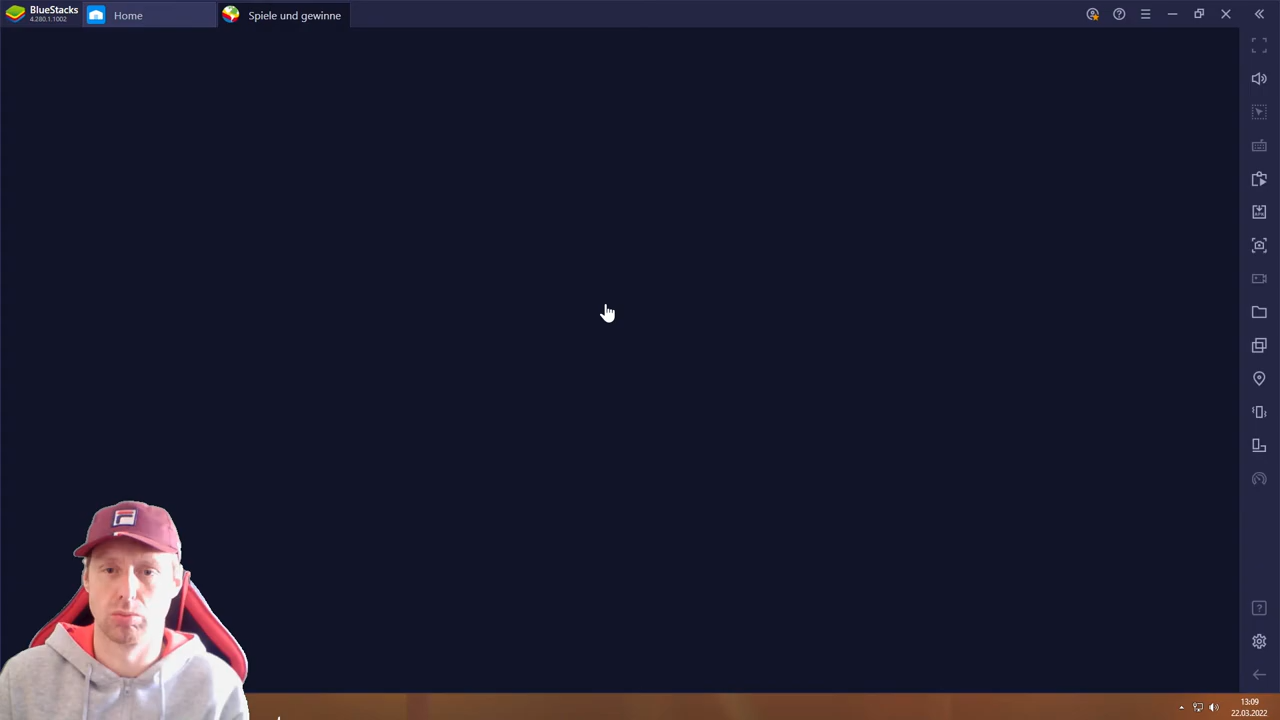 BlueStacks
4.280.1.1002
Home
Spiele und gewinne
13:09
22.03.2022